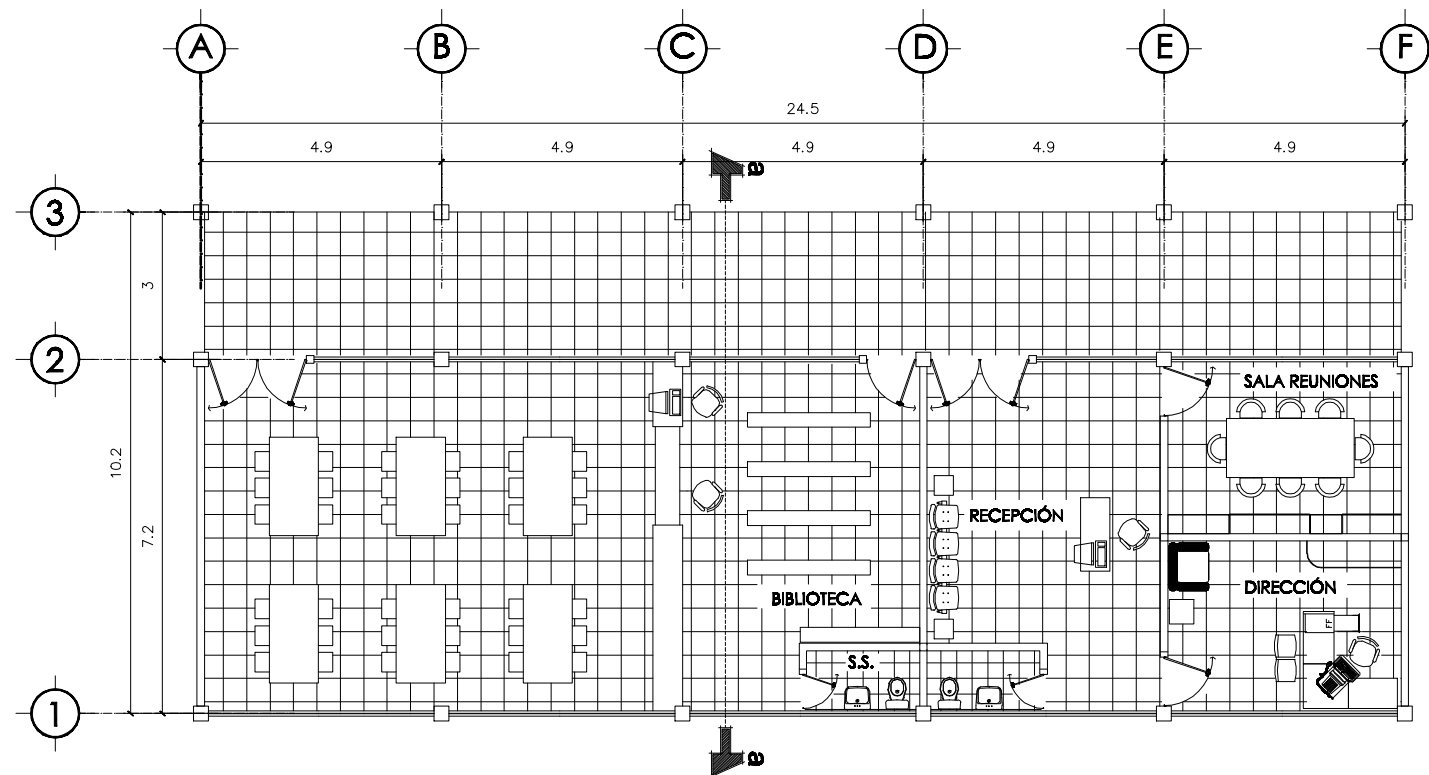 A B C D E F
24.5
4.9 4.9 4.9 4.9 4.9
a
3
3
2
SALA REUNIONES
10.2
7.2
RECEPCIÓN
DIRECCIÓN
BIBLIOTECA
FF
S.S.
1
a